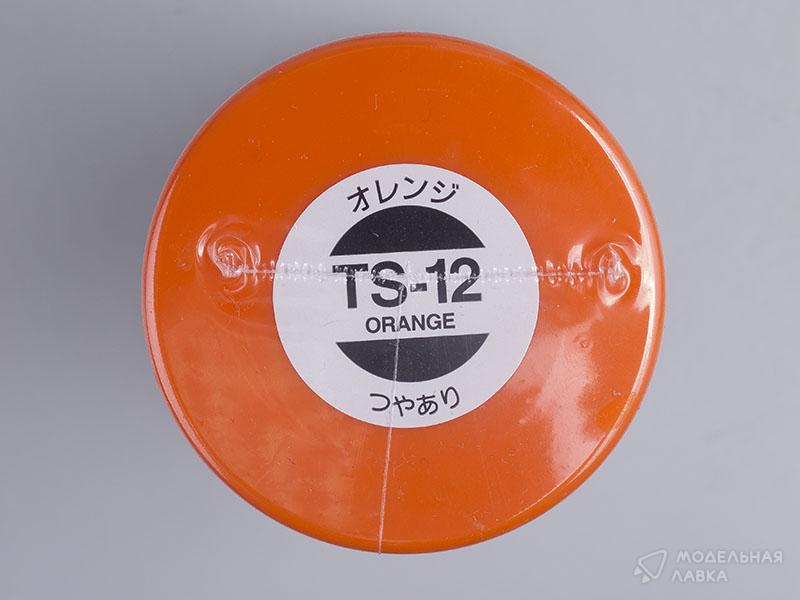 オレンジ
TS-12
ORANGE
つやあり
МОДЕЛЬНАЯ
ЛАВКА